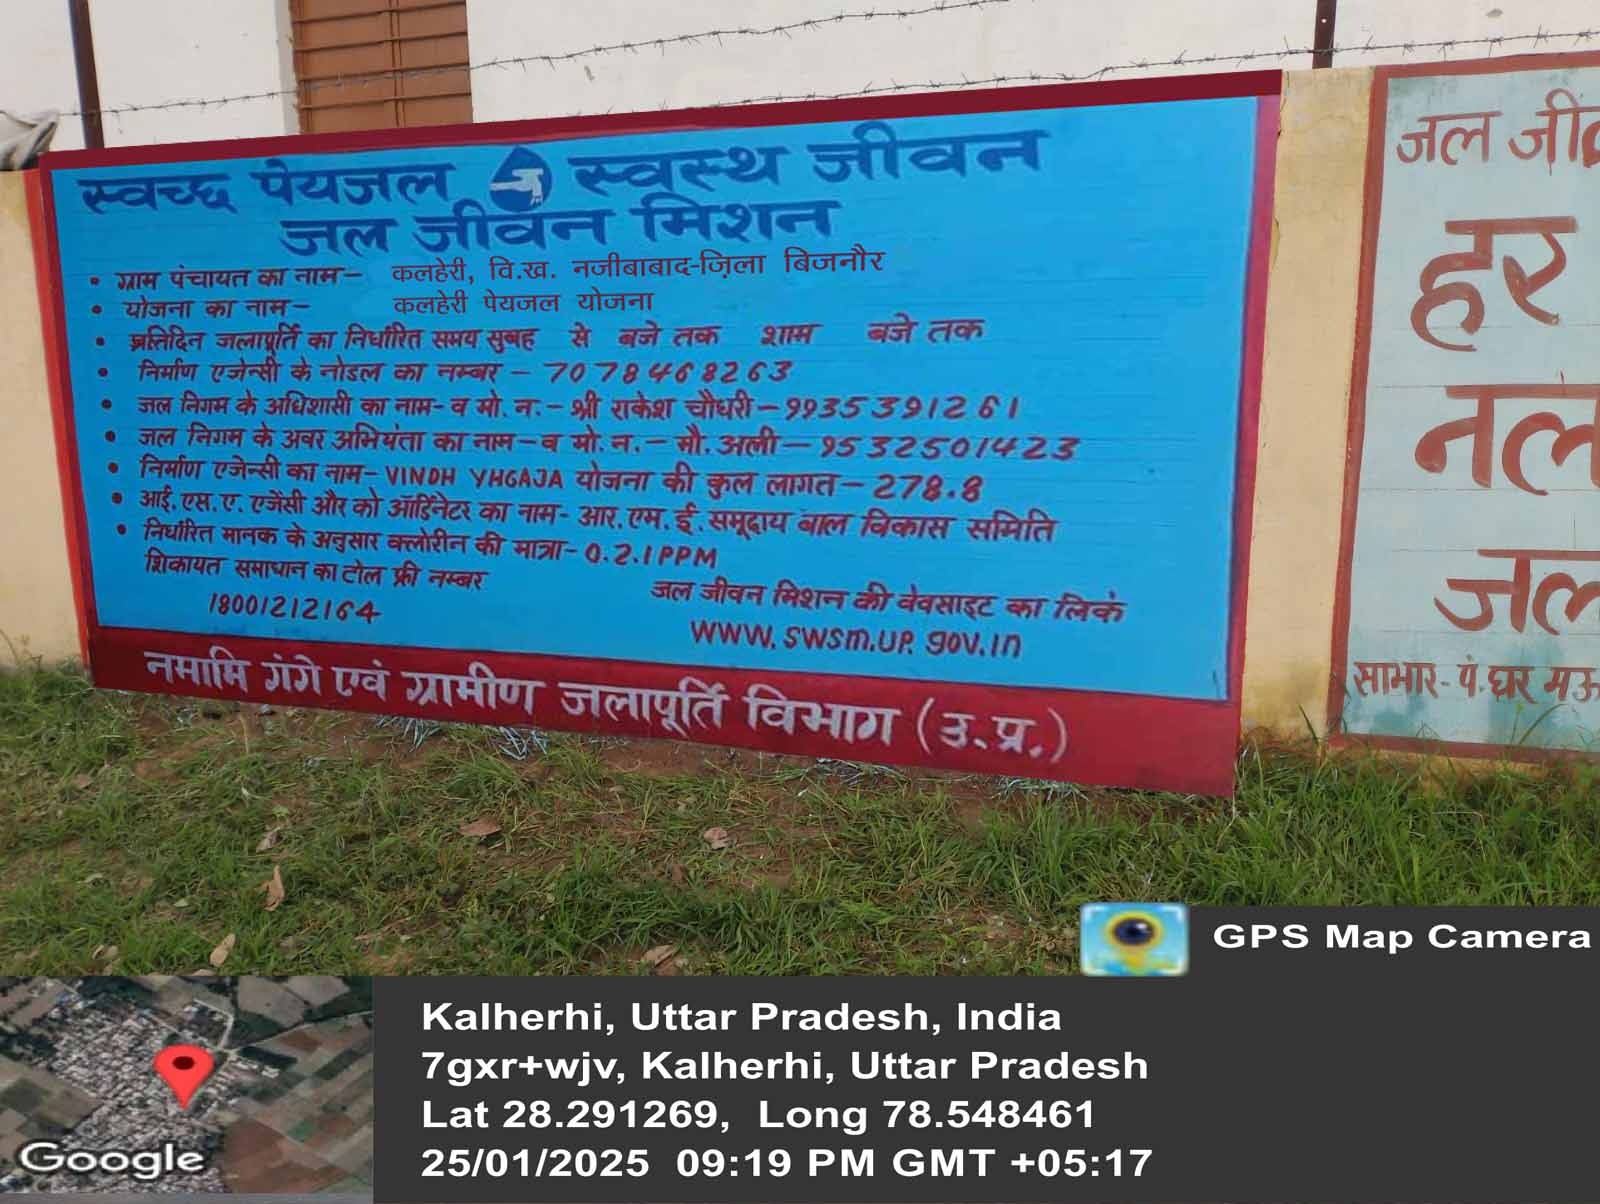 स्वच्छ पेयजल स्वस्थ जीवन
जल जीवन मिशन
• ग्राम पंचायत का नाम– कलहेरी, वि.ख. नजीबाबाद-ज़िला बिजनौर
• योजना का नाम– कलहेरी पेयजल योजना
• प्रतिदिन जलापूर्ति का निर्धारित समय सुबह से बजे तक शाम बजे तक
• निर्माण एजेन्सी के नोडल का नम्बर – 7078468263
• जल निगम के अधिशासी का नाम- व मो. न.- श्री राकेश चौधरी–9935391261
• जल निगम के अवर अभियंता का नाम–व मो. न.– मौ. अली–9532501423
• निर्माण एजेन्सी का नाम– VINDH YHGAJA योजना की कुल लागत– 278.8
• आई. एस. ए. एजेंसी और को ऑर्डिनेटर का नाम- आर. एम. ई. समूदाय बाल विकास समिति
• निर्धारित मानक के अनुसार क्लोरीन की मात्रा- 0.2.1PPM
शिकायत समाधान का टोल फ्री नम्बर
18001212164
जल जीवन मिशन की वेवसाइट का लिकं
WWW.SWSM.UP.gov.in
नमामि गंगे एवं ग्रामीण जलापूर्ति विभाग (उ.प्र.)
जल
हर
नल
जल
साभार- पं. घर मऊ
GPS Map Camera
Google
Kalherhi, Uttar Pradesh, India
7gxr+wjv, Kalherhi, Uttar Pradesh
Lat 28.291269, Long 78.548461
25/01/2025 09:19 PM GMT +05:17